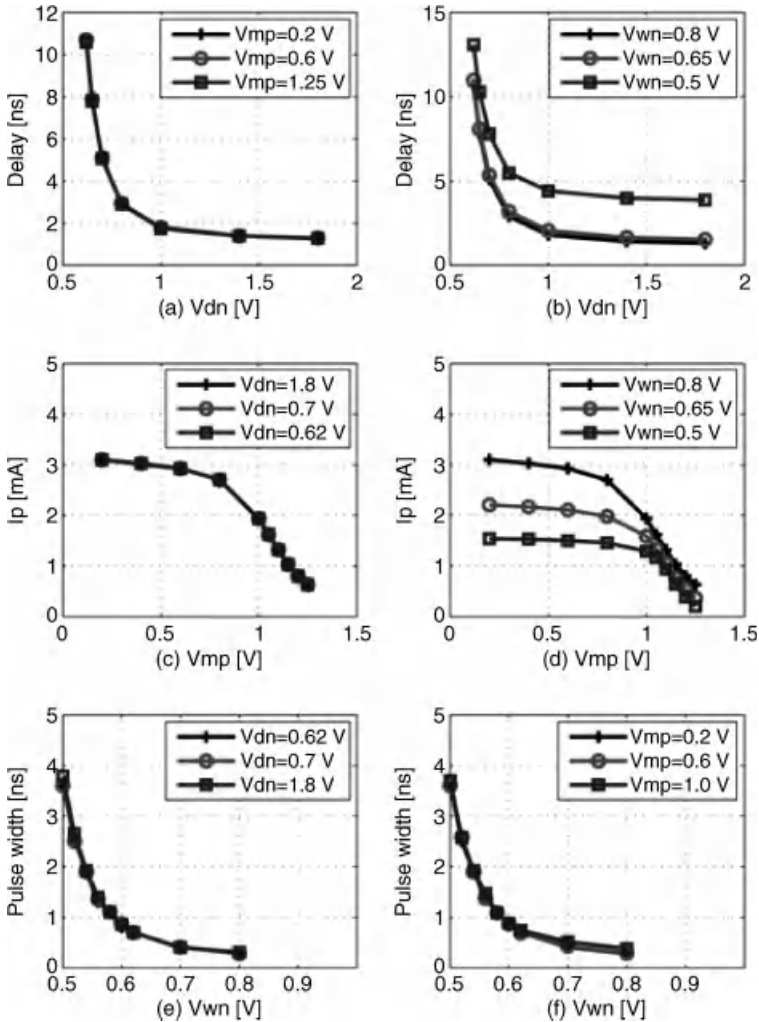 12
10
8
6
4
2
0
Delay [ns]
Vmp=0.2 V
Vmp=0.6 V
Vmp=1.25 V
0.5 1 1.5 2
(a) Vdn [V]
15
10
5
0
Delay [ns]
Vwn=0.8 V
Vwn=0.65 V
Vwn=0.5 V
0.5 1 1.5 2
(b) Vdn [V]
5
4
3
2
1
0
Ip [mA]
Vdn=1.8 V
Vdn=0.7 V
Vdn=0.62 V
0 0.5 1 1.5
(c) Vmp [V]
5
4
3
2
1
0
Ip [mA]
Vwn=0.8 V
Vwn=0.65 V
Vwn=0.5 V
0 0.5 1 1.5
(d) Vmp [V]
5
4
3
2
1
0
Pulse width [ns]
Vdn=0.62 V
Vdn=0.7 V
Vdn=1.8 V
0.5 0.6 0.7 0.8 0.9
(e) Vwn [V]
5
4
3
2
1
0
Pulse width [ns]
Vmp=0.2 V
Vmp=0.6 V
Vmp=1.0 V
0.5 0.6 0.7 0.8 0.9
(f) Vwn [V]